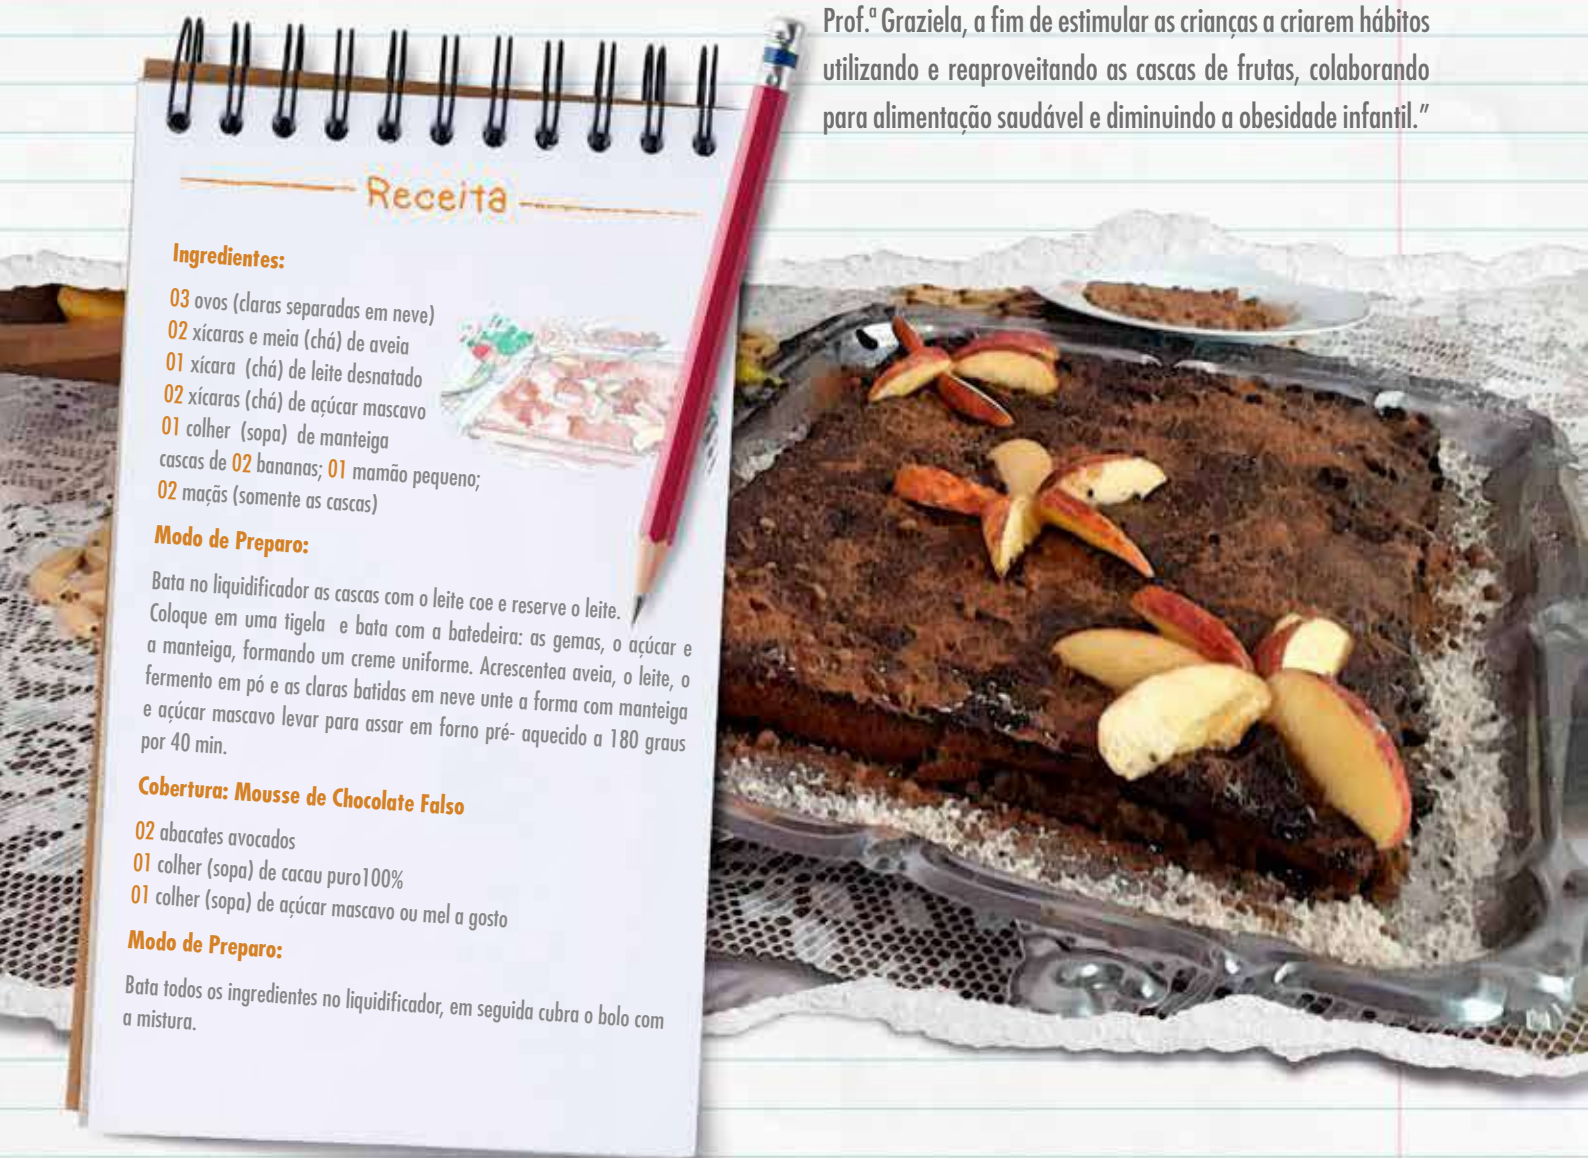 Prof.ª Graziela, a fim de estimular as crianças a criarem hábitos
utilizando e reaproveitando as cascas de frutas, colaborando
para alimentação saudável e diminuindo a obesidade infantil.”
Receita
Ingredientes:
03 ovos (claras separadas em neve)
02 xícaras e meia (chá) de aveia
01 xícara (chá) de leite desnatado
02 xícaras (chá) de açúcar mascavo
01 colher (sopa) de manteiga
cascas de 02 bananas; 01 mamão pequeno;
02 maçãs (somente as cascas)
Modo de Preparo:
Bata no liquidificador as cascas com o leite coe e reserve o leite.
Coloque em uma tigela e bata com a batedeira: as gemas, o açúcar e
a manteiga, formando um creme uniforme. Acrescentea aveia, o leite, o
fermento em pó e as claras batidas em neve unte a forma com manteiga
e açúcar mascavo levar para assar em forno pré- aquecido a 180 graus
por 40 min.
Cobertura: Mousse de Chocolate Falso
02 abacates avocados
01 colher (sopa) de cacau puro100%
01 colher (sopa) de açúcar mascavo ou mel a gosto
Modo de Preparo:
Bata todos os ingredientes no liquidificador, em seguida cubra o bolo com
a mistura.